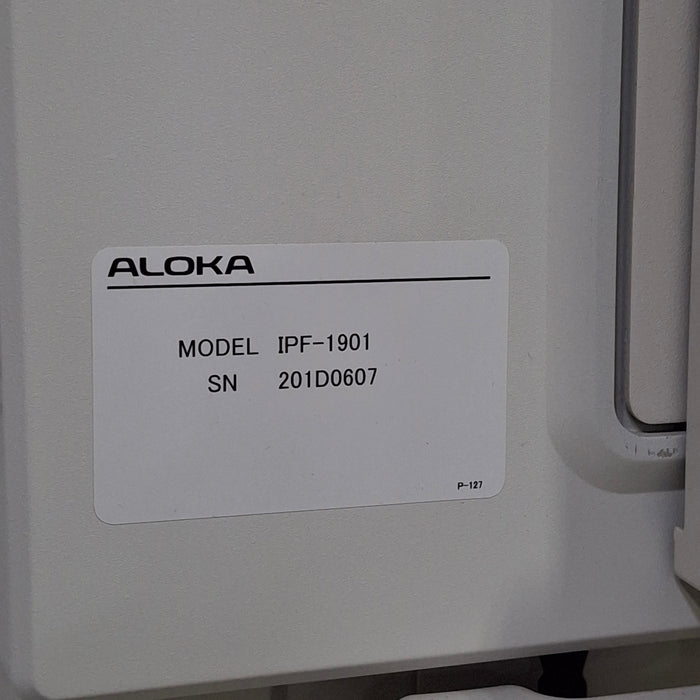 ALOKA
MODEL IPF-1901
SN 201D0607
P-127